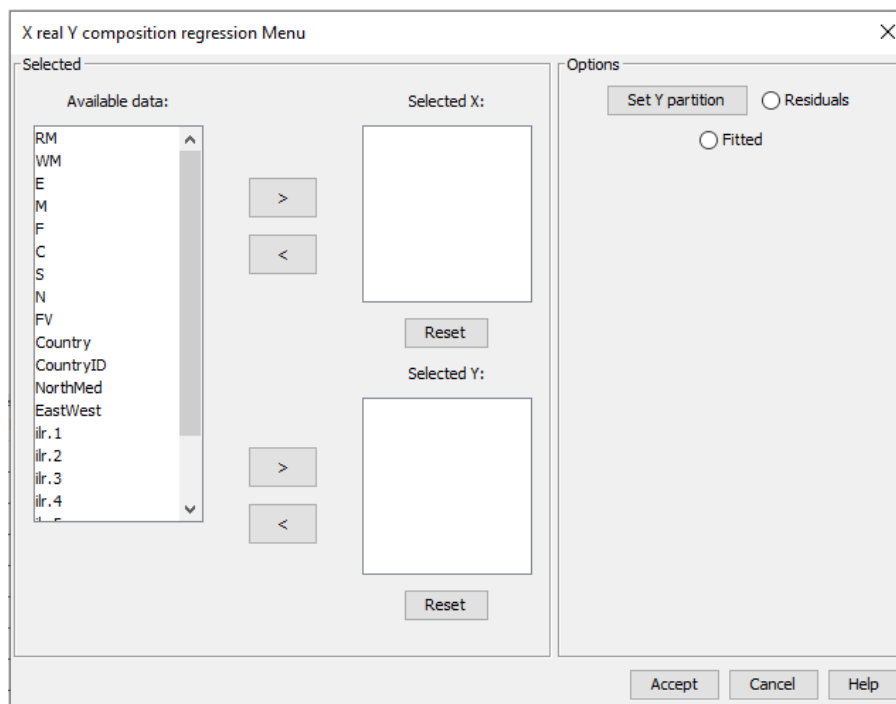 X real Y composition regression Menu
Selected
Options
Available data:
Selected X:
Set Y partition
Residuals
Fitted
RM
WM
E
M
F
C
S
N
FV
Country
CountryID
NorthMed
EastWest
ilr.1
ilr.2
ilr.3
ilr.4
>
<
Reset
Selected Y:
>
<
Reset
Accept
Cancel
Help